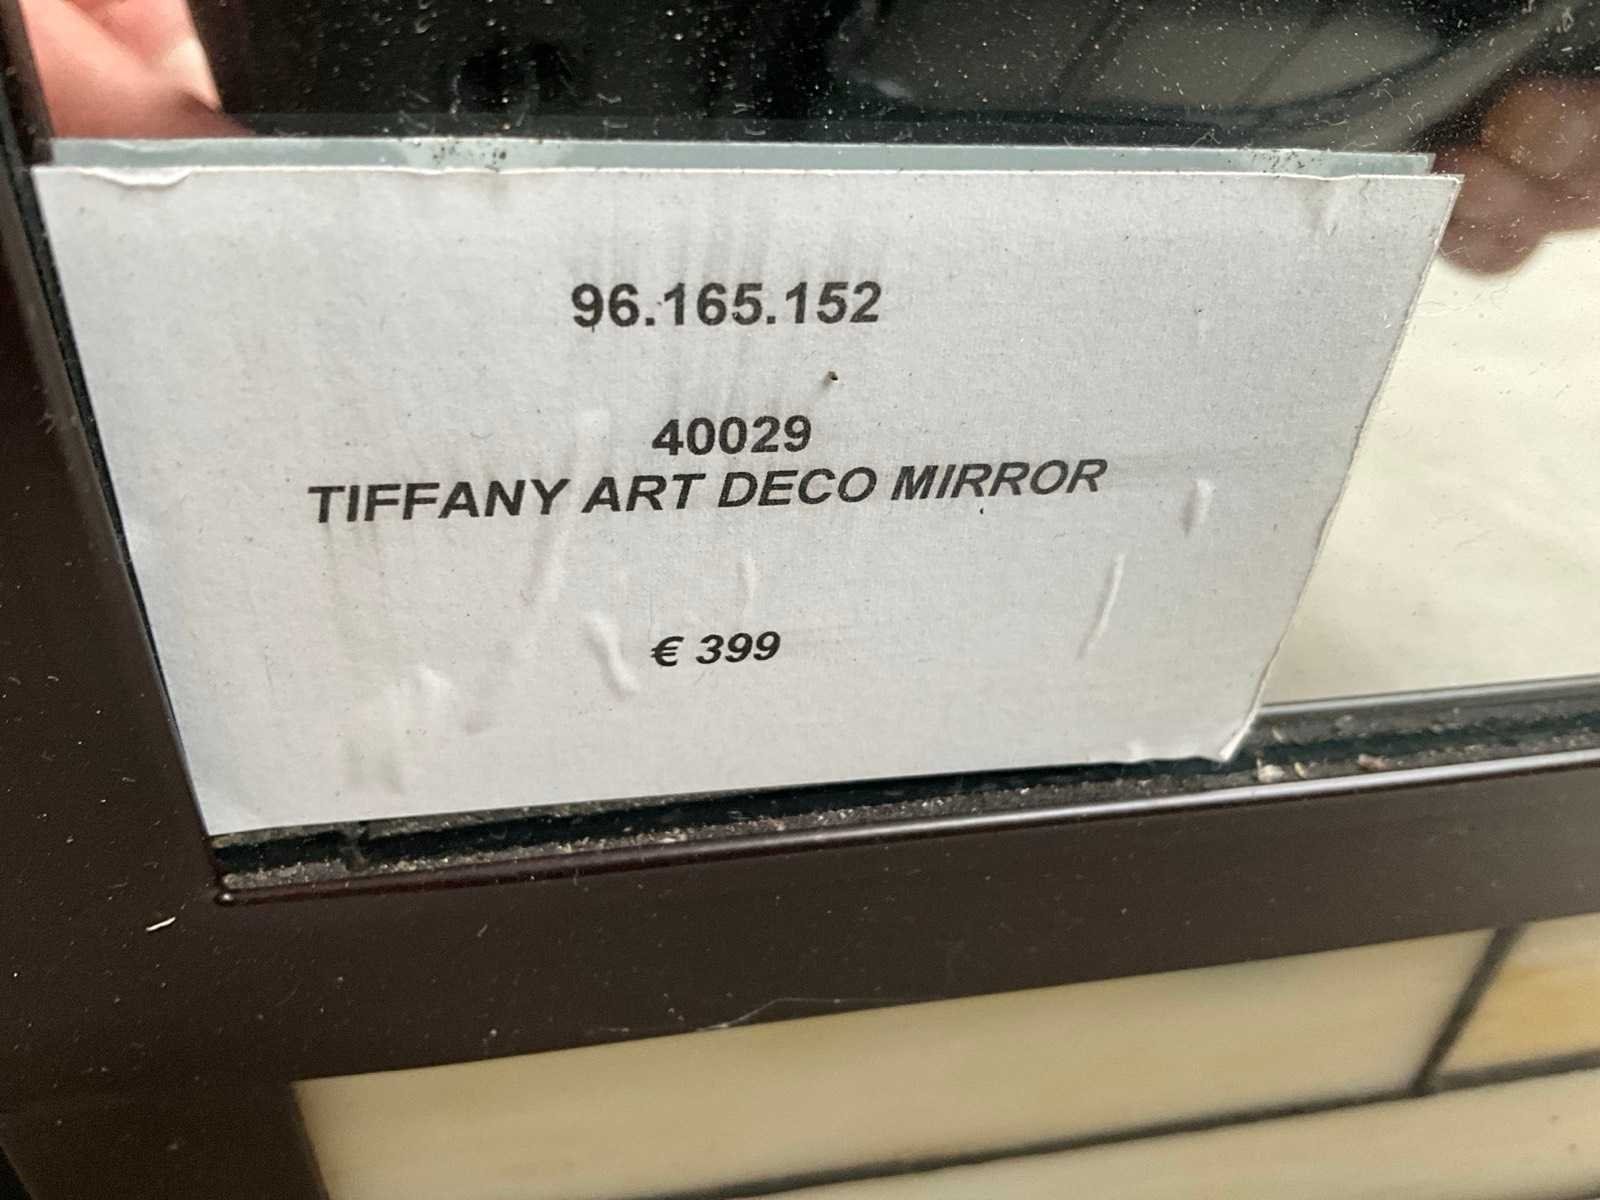 96.165.152
40029
TIFFANY ART DECO MIRROR
€ 399